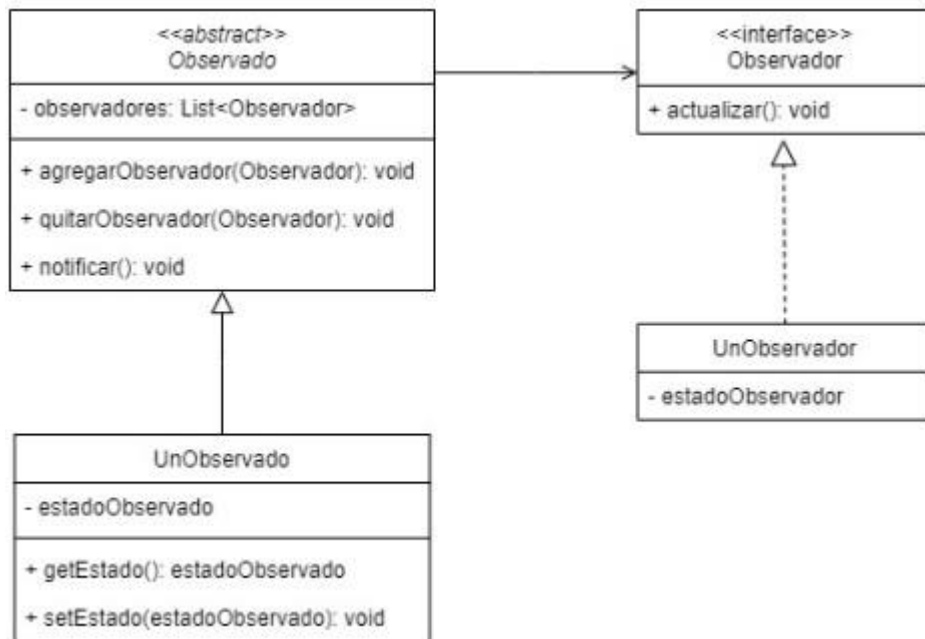 <<abstract>>
Observado
- observadores: List<Observador>
+ agregarObservador(Observador): void
+ quitarObservador(Observador): void
+ notificar(): void
<<interface>>
Observador
+ actualizar(): void
UnObservador
- estadoObservador
UnObservado
- estadoObservado
+ getEstado(): estadoObservado
+ setEstado(estadoObservado): void